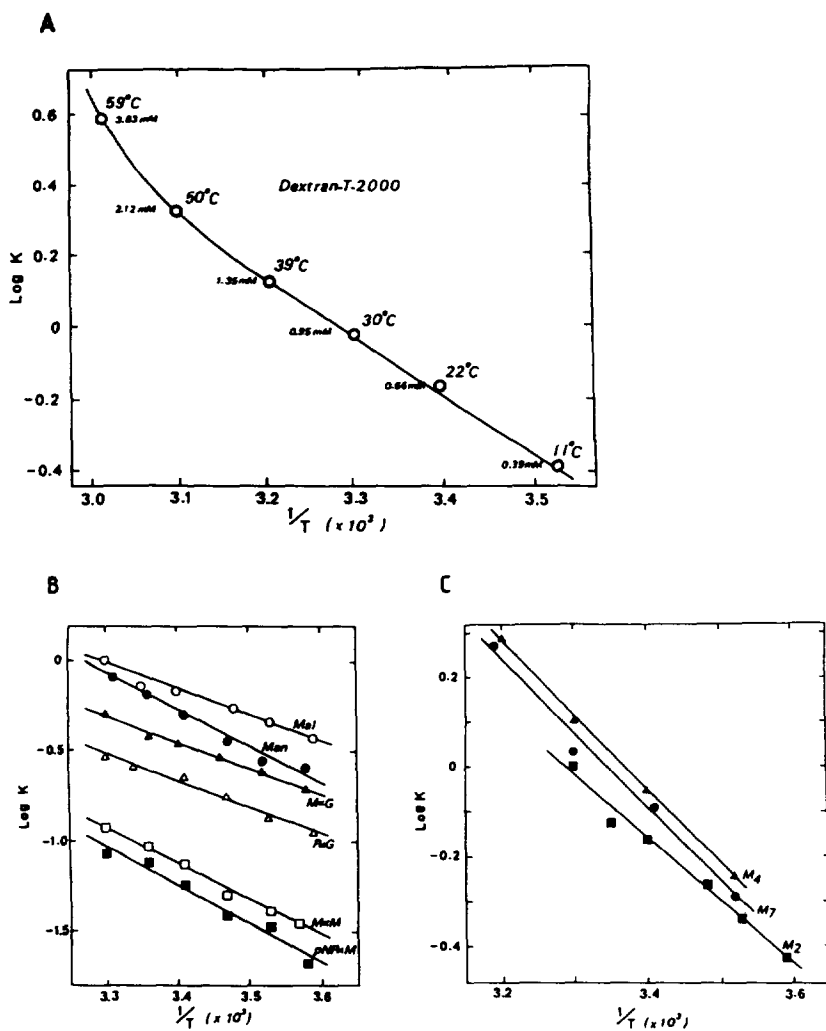 A
59°C
3.83 mM
0.6
50°C
Dextran-T-2000
0.4
2.12 mM
Log K
0.2
39°C
1.35 mM
30°C
0
0.95 mM
22°C
-0.2
0.66 mM
11°C
-0.4
0.39 mM
3.0 3.1 3.2 3.3 3.4 3.5
1/T (×10³)
B
C
0
Mal
Man
-0.5
MαG
Log K
-1.0
MαM
-1.5
pNPαM
3.3 3.4 3.5 3.6
1/T (×10³)
0.2
0
Log K
-0.2
M4
M7
M2
-0.4
3.2 3.4 3.6
1/T (×10³)